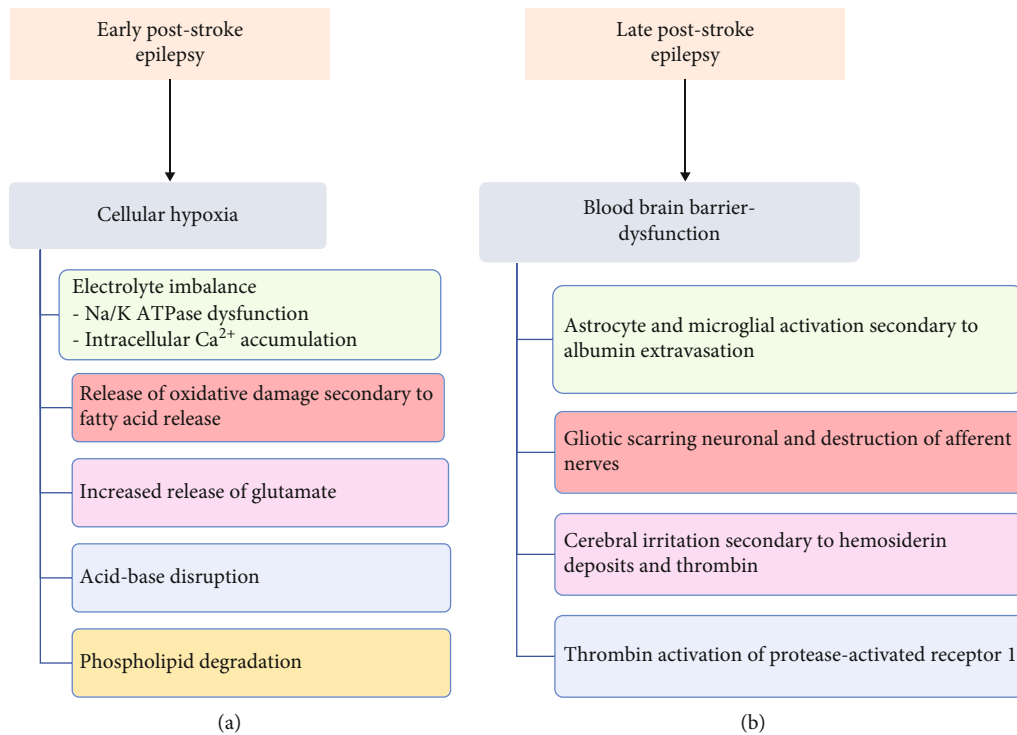 Early post-stroke
epilepsy
Cellular hypoxia
Electrolyte imbalance
- Na/K ATPase dysfunction
- Intracellular Ca²⁺ accumulation
Release of oxidative damage secondary to
fatty acid release
Increased release of glutamate
Acid-base disruption
Phospholipid degradation
(a)
Late post-stroke
epilepsy
Blood brain barrier-
dysfunction
Astrocyte and microglial activation secondary to
albumin extravasation
Gliotic scarring neuronal and destruction of afferent
nerves
Cerebral irritation secondary to hemosiderin
deposits and thrombin
Thrombin activation of protease-activated receptor 1
(b)